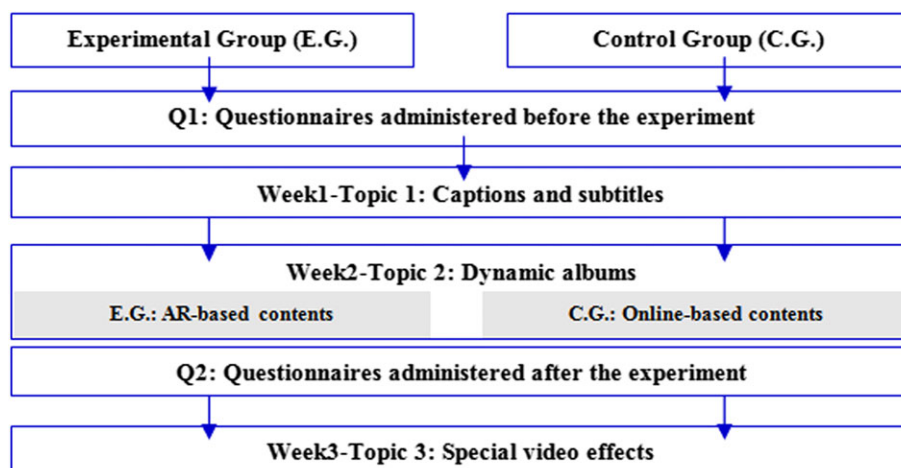 Experimental Group (E.G.)
Control Group (C.G.)
Q1: Questionnaires administered before the experiment
Week1-Topic 1: Captions and subtitles
Week2-Topic 2: Dynamic albums
E.G.: AR-based contents
C.G.: Online-based contents
Q2: Questionnaires administered after the experiment
Week3-Topic 3: Special video effects